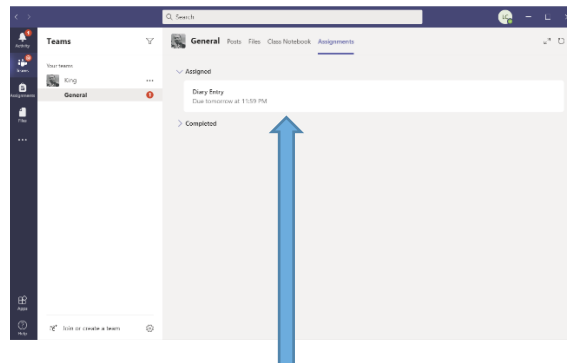 Search
LC
Activity
Teams
General Posts Files Class Notebook Assignments
Teams
Your teams
King
General
Assignments
Files
Assigned
Diary Entry
Due tomorrow at 11:59 PM
Completed
Apps
Help
Join or create a team